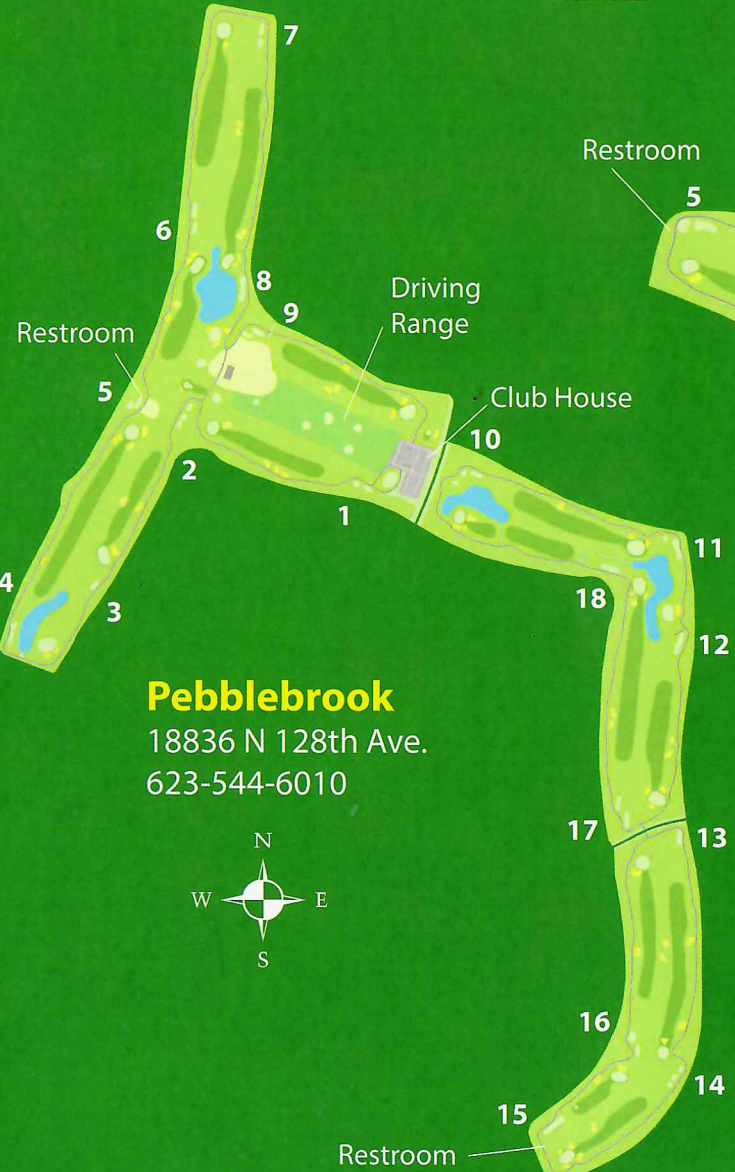 7
Restroom
5
6
8
Driving
Range
9
Restroom
5
Club House
10
2
1
11
4
18
3
12
Pebblebrook
18836 N 128th Ave.
623-544-6010
17
13
N
W
E
S
16
14
15
Restroom